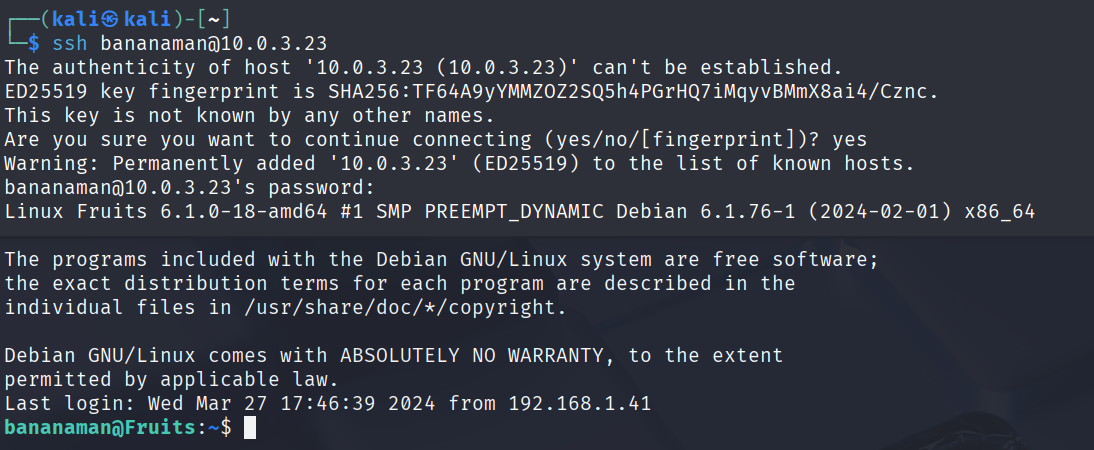 ┌──(kali㉿kali)-[~]
└─$ ssh bananaman@10.0.3.23
The authenticity of host '10.0.3.23 (10.0.3.23)' can't be established.
ED25519 key fingerprint is SHA256:TF64A9yYMMZOZ2SQ5h4PGrHQ7iMqyvBMmX8ai4/Cznc.
This key is not known by any other names.
Are you sure you want to continue connecting (yes/no/[fingerprint])? yes
Warning: Permanently added '10.0.3.23' (ED25519) to the list of known hosts.
bananaman@10.0.3.23's password:
Linux Fruits 6.1.0-18-amd64 #1 SMP PREEMPT_DYNAMIC Debian 6.1.76-1 (2024-02-01) x86_64
The programs included with the Debian GNU/Linux system are free software;
the exact distribution terms for each program are described in the
individual files in /usr/share/doc/*/copyright.
Debian GNU/Linux comes with ABSOLUTELY NO WARRANTY, to the extent
permitted by applicable law.
Last login: Wed Mar 27 17:46:39 2024 from 192.168.1.41
bananaman@Fruits:~$